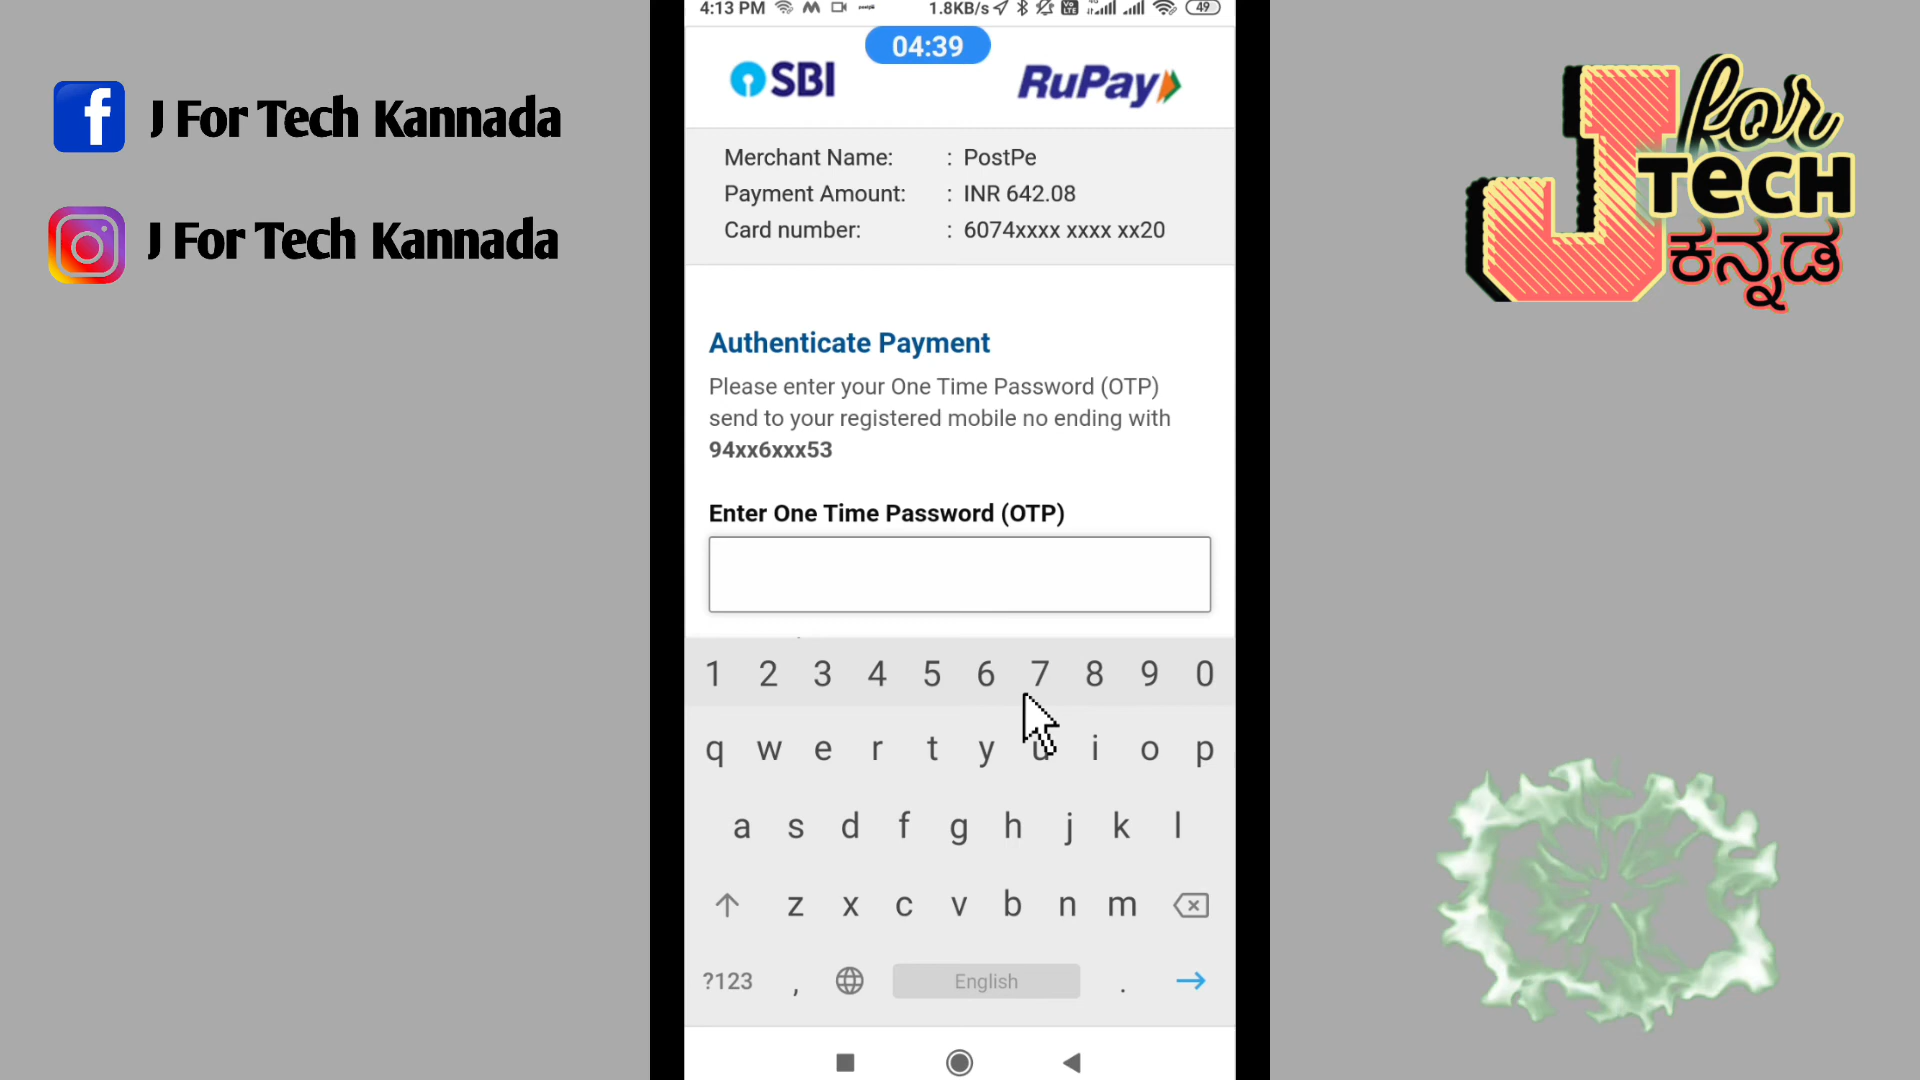 J For Tech Kannada
J For Tech Kannada
4:13 PM
1.8KB/s
49
04:39
SBI
RuPay
Merchant Name: : PostPe
Payment Amount: : INR 642.08
Card number: : 6074xxxx xxxx xx20
Authenticate Payment
Please enter your One Time Password (OTP)
send to your registered mobile no ending with
94xx6xxx53
Enter One Time Password (OTP)
1 2 3 4 5 6 7 8 9 0
q w e r t y u i o p
a s d f g h j k l
z x c v b n m
?123 , English .
J for
TECH
ಕನ್ನಡ